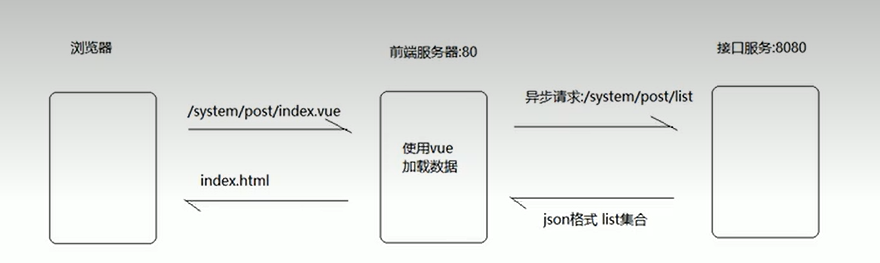 浏览器
前端服务器:80
接口服务:8080
/system/post/index.vue
异步请求:/system/post/list
使用vue
加载数据
index.html
json格式 list集合